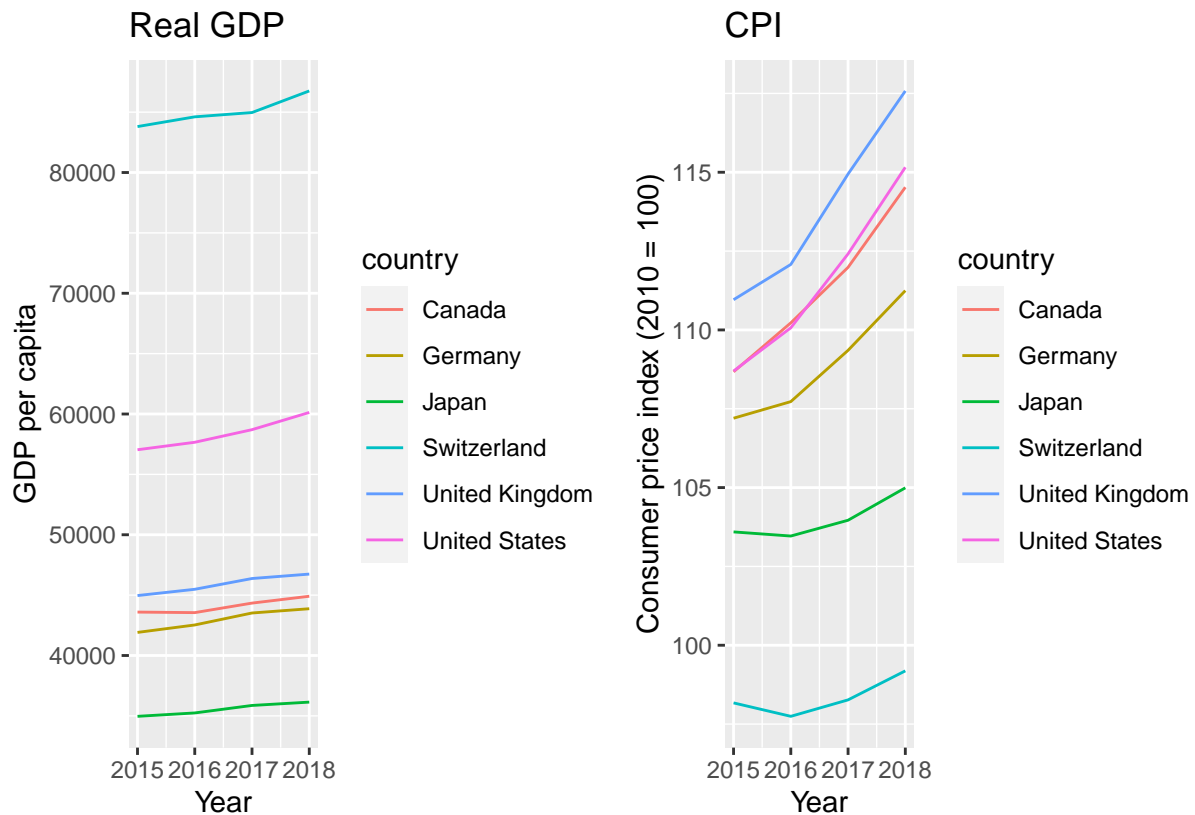 Real GDP
GDP per capita
80000
70000
60000
50000
40000
2015 2016 2017 2018
Year
country
Canada
Germany
Japan
Switzerland
United Kingdom
United States
CPI
Consumer price index (2010 = 100)
115
110
105
100
2015 2016 2017 2018
Year
country
Canada
Germany
Japan
Switzerland
United Kingdom
United States